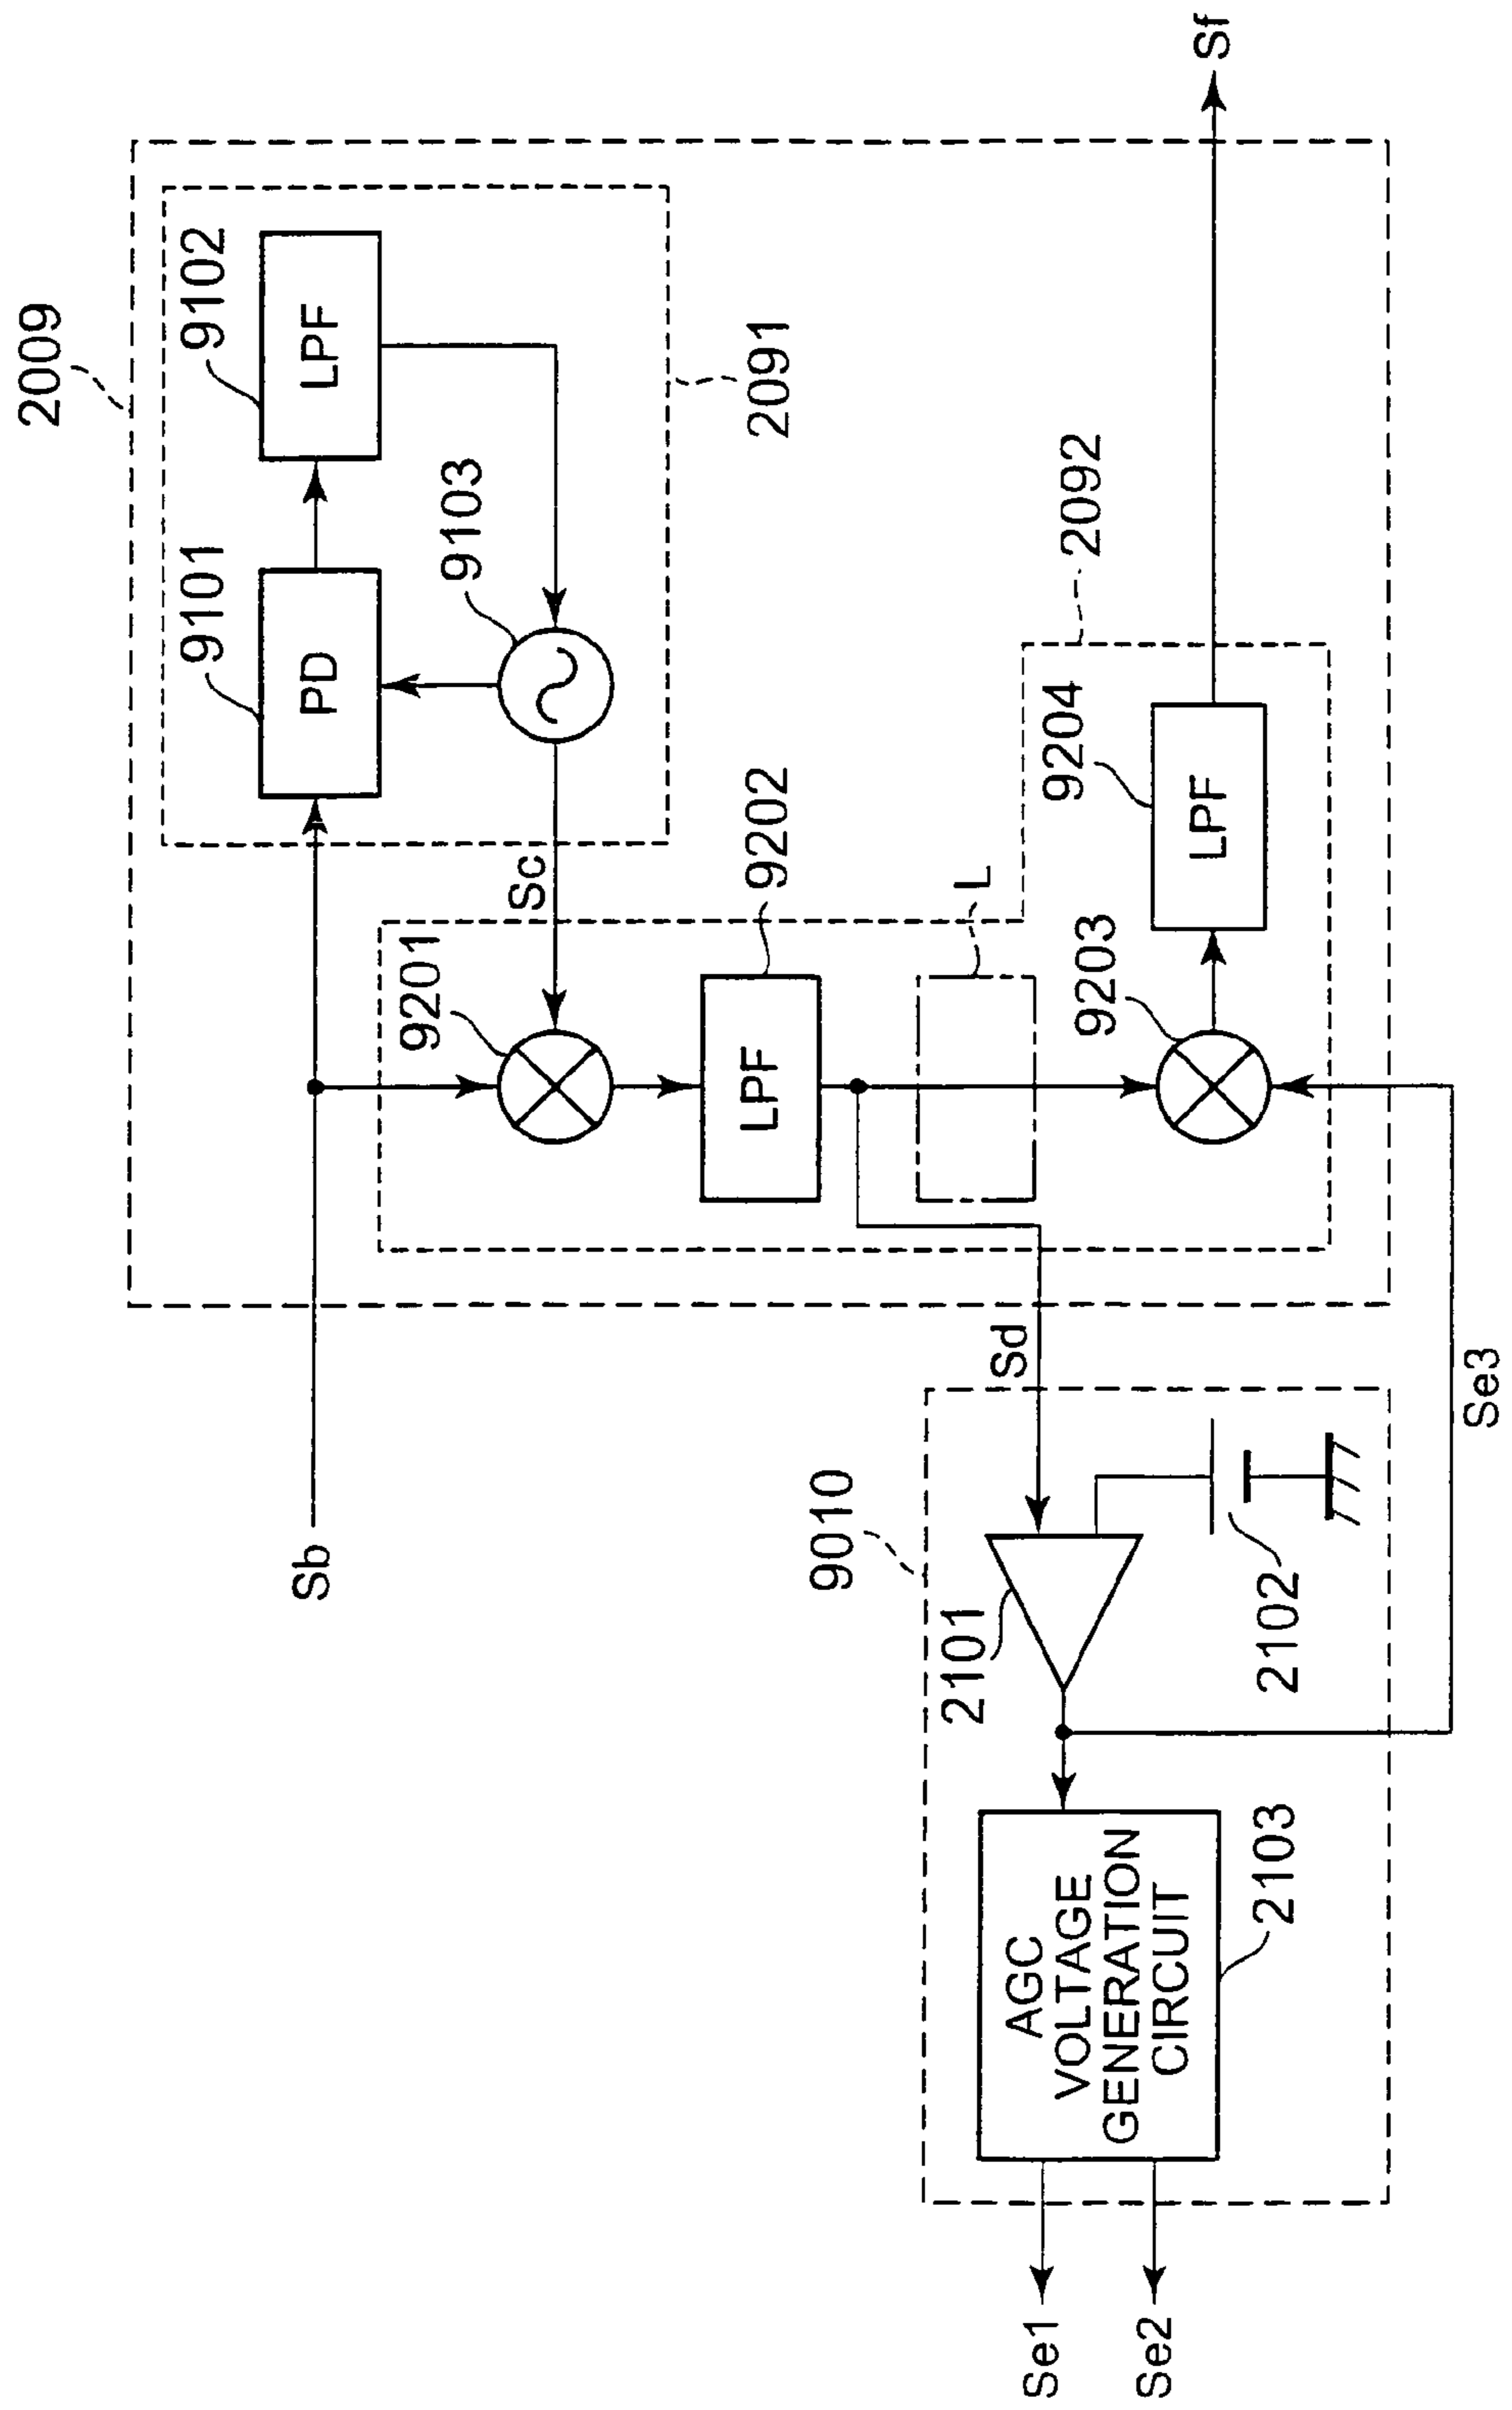 2009
9101
9102
PD
LPF
9103
Sb
Sc
2091
9201
9202
LPF
2092
L
9204
LPF
9203
Sd
9010
2101
2102
AGC
VOLTAGE
GENERATION
CIRCUIT
2103
Se1
Se2
Se3
Sf